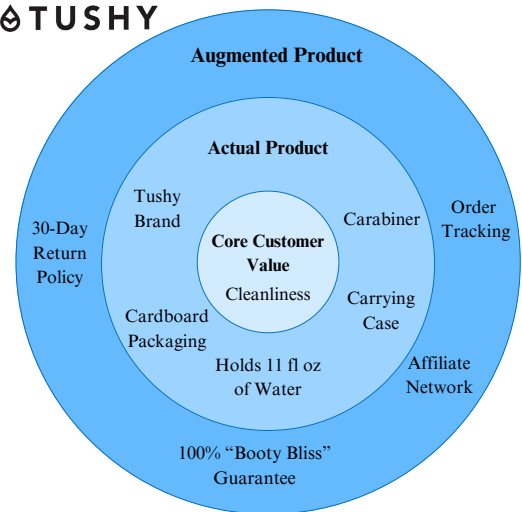 TUSHY
Augmented Product
Actual Product
Tushy
Brand
Carabiner
Order
Tracking
30-Day
Return
Policy
Core Customer
Value
Cleanliness
Cardboard
Packaging
Carrying
Case
Holds 11 fl oz
of Water
Affiliate
Network
100% “Booty Bliss”
Guarantee